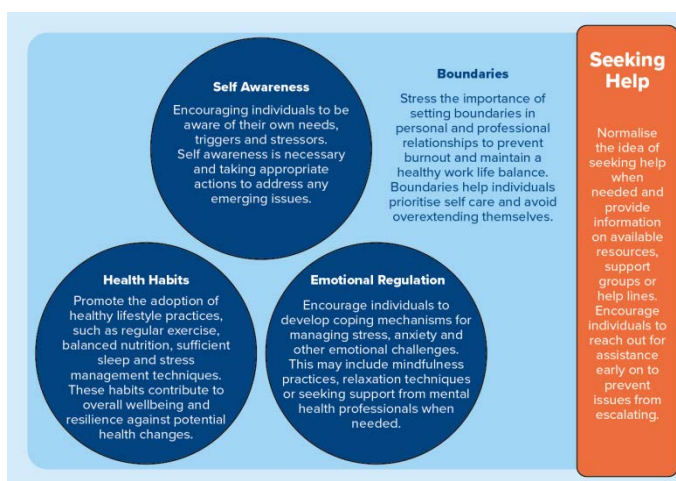 Self Awareness
Encouraging individuals to be
aware of their own needs,
triggers and stressors.
Self awareness is necessary
and taking appropriate
actions to address any
emerging issues.
Boundaries
Stress the importance of
setting boundaries in
personal and professional
relationships to prevent
burnout and maintain a
healthy work life balance.
Boundaries help individuals
prioritise self care and avoid
overextending themselves.
Health Habits
Promote the adoption of
healthy lifestyle practices,
such as regular exercise,
balanced nutrition, sufficient
sleep and stress
management techniques.
These habits contribute to
overall wellbeing and
resilience against potential
health changes.
Emotional Regulation
Encourage individuals to
develop coping mechanisms for
managing stress, anxiety and
other emotional challenges.
This may include mindfulness
practices, relaxation techniques
or seeking support from mental
health professionals when
needed.
Seeking
Help
Normalise
the idea of
seeking help
when
needed and
provide
information
on available
resources,
support
groups or
help lines.
Encourage
individuals to
reach out for
assistance
early on to
prevent
issues from
escalating.